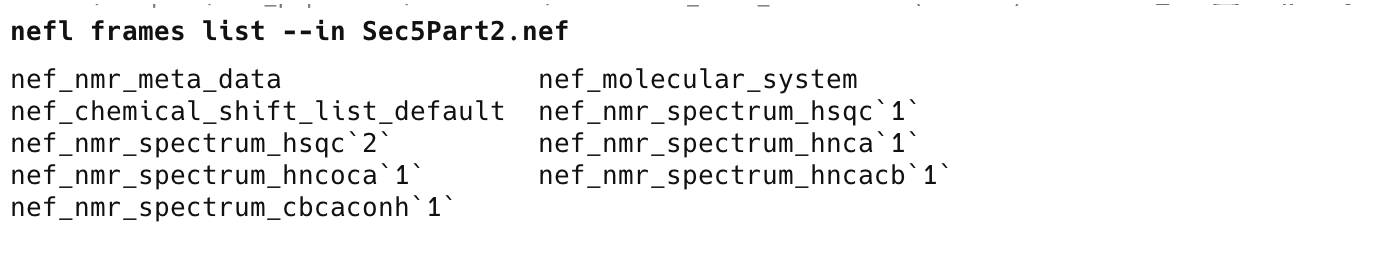 nefl frames list --in Sec5Part2.nef
nef_nmr_meta_data nef_molecular_system
nef_chemical_shift_list_default nef_nmr_spectrum_hsqc`1`
nef_nmr_spectrum_hsqc`2` nef_nmr_spectrum_hnca`1`
nef_nmr_spectrum_hncoca`1` nef_nmr_spectrum_hncacb`1`
nef_nmr_spectrum_cbcaconh`1`